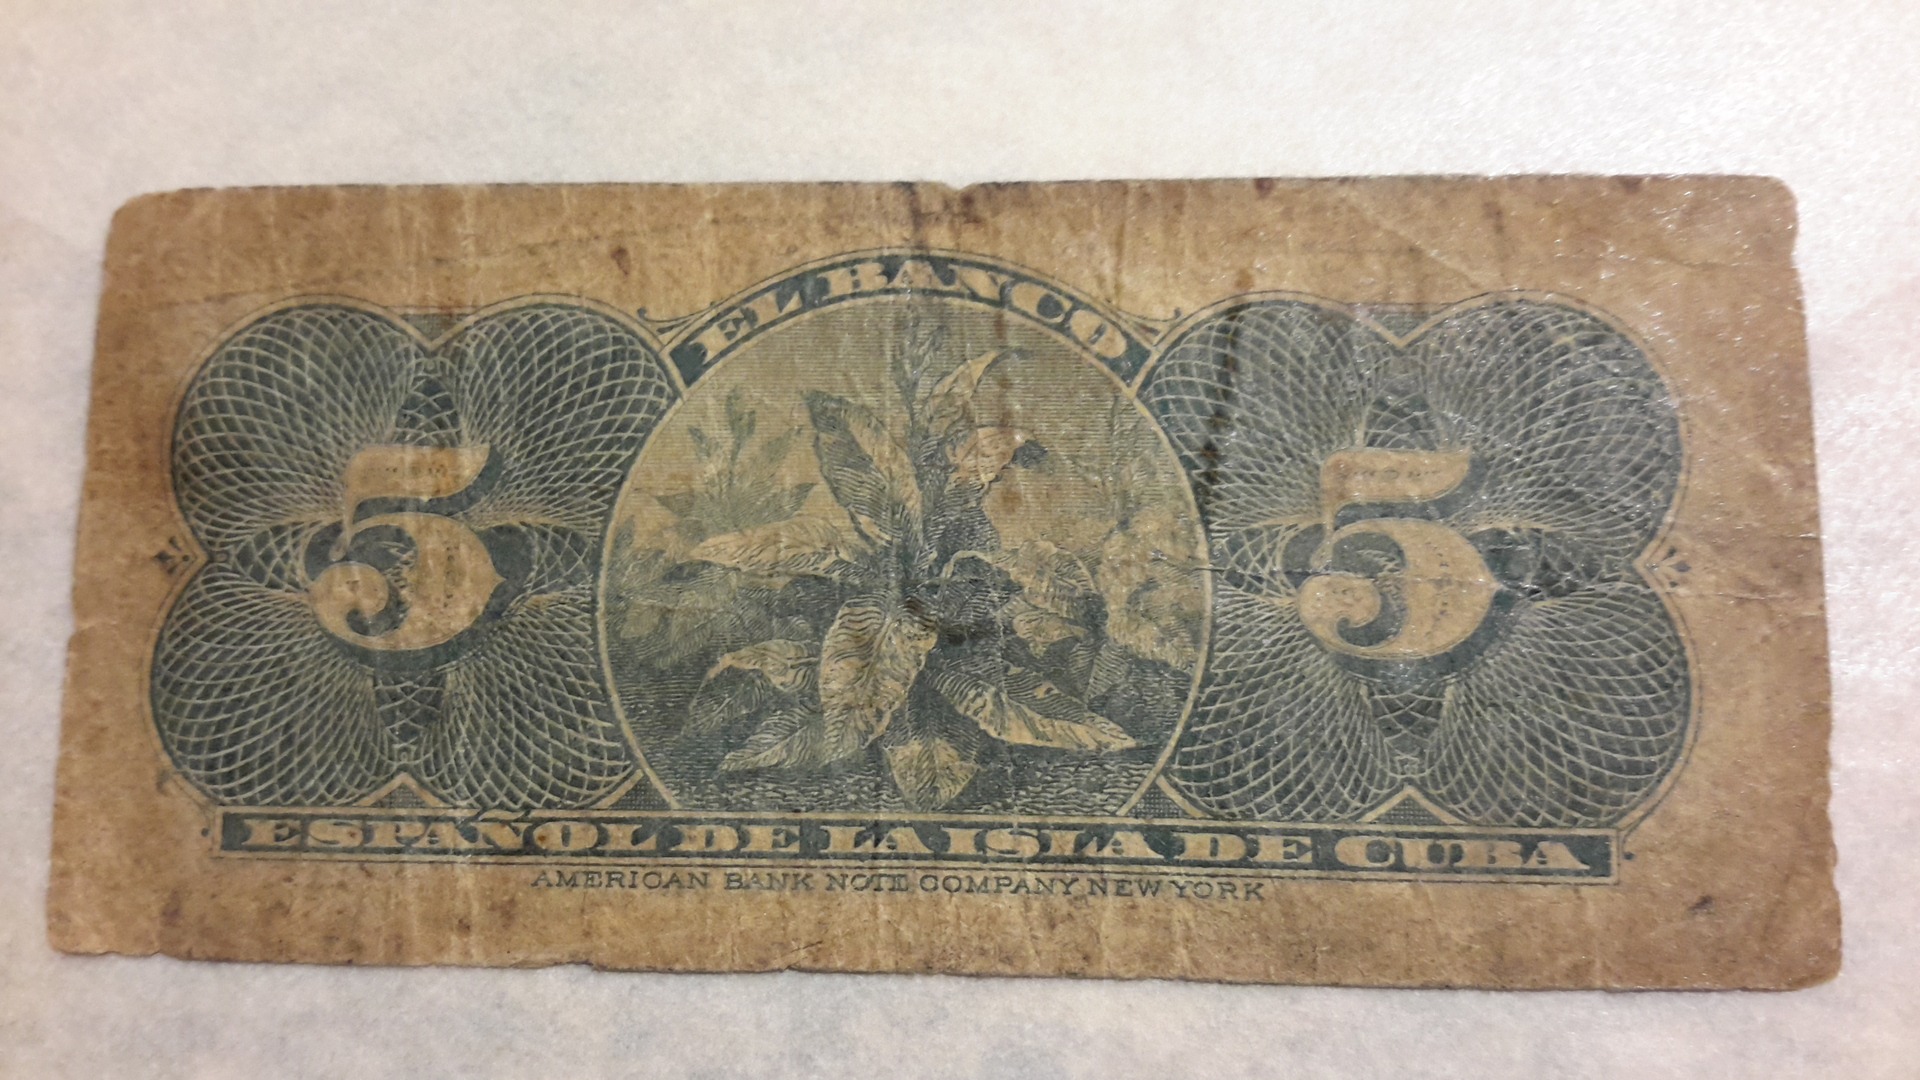 EL BANCO
5 5
ESPAÑOL DE LA ISLA DE CUBA
AMERICAN BANK NOTE COMPANY, NEW YORK